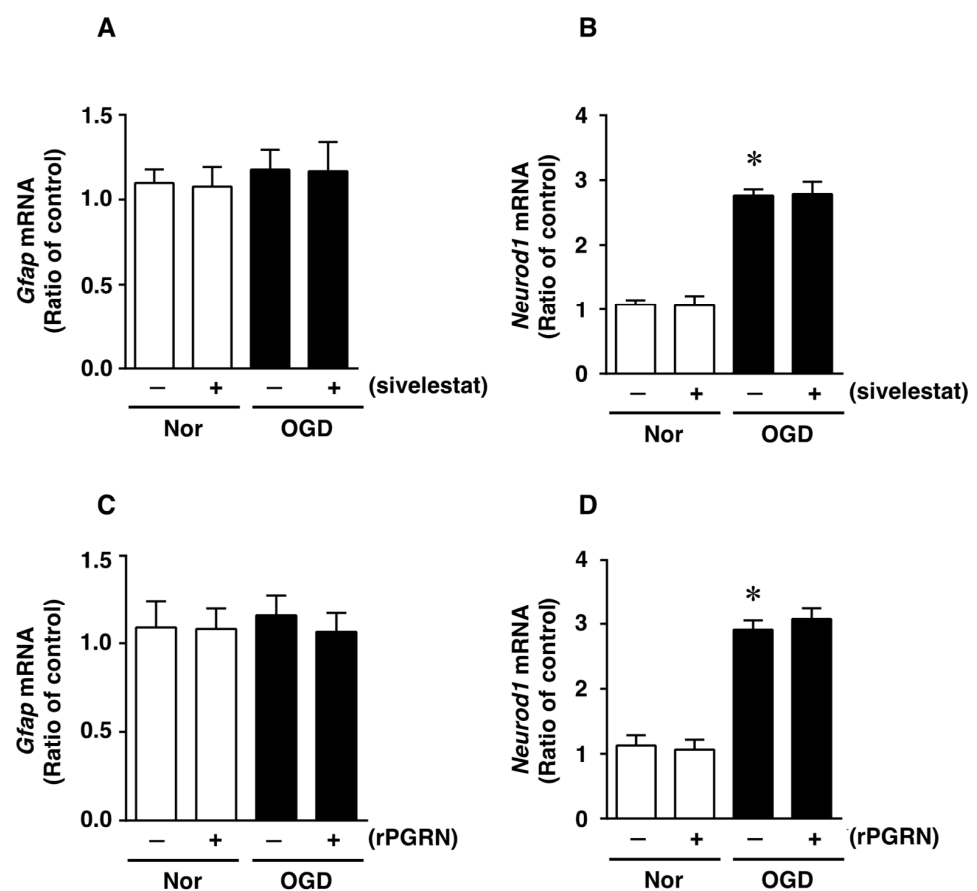 A
Gfap mRNA
(Ratio of control)
1.5
1.0
0.5
0.0
– + – + (sivelestat)
Nor OGD
B
Neurod1 mRNA
(Ratio of control)
4
3
2
1
0
*
– + – + (sivelestat)
Nor OGD
C
Gfap mRNA
(Ratio of control)
1.5
1.0
0.5
0.0
– + – + (rPGRN)
Nor OGD
D
Neurod1 mRNA
(Ratio of control)
4
3
2
1
0
*
– + – + (rPGRN)
Nor OGD